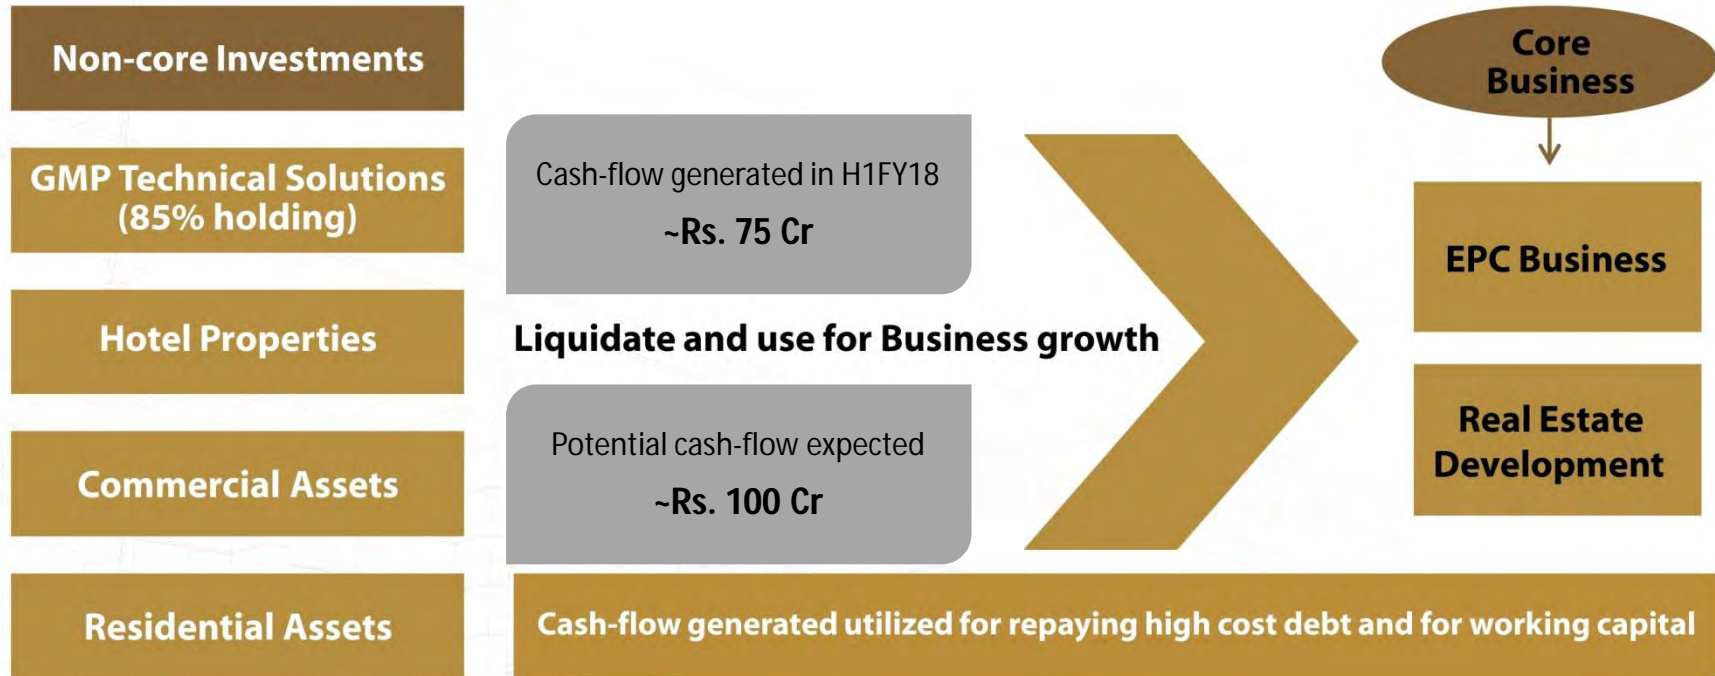 Non-core Investments
GMP Technical Solutions
(85% holding)
Hotel Properties
Commercial Assets
Residential Assets
Cash-flow generated in H1FY18
~Rs. 75 Cr
Liquidate and use for Business growth
Potential cash-flow expected
~Rs. 100 Cr
Core
Business
EPC Business
Real Estate
Development
Cash-flow generated utilized for repaying high cost debt and for working capital